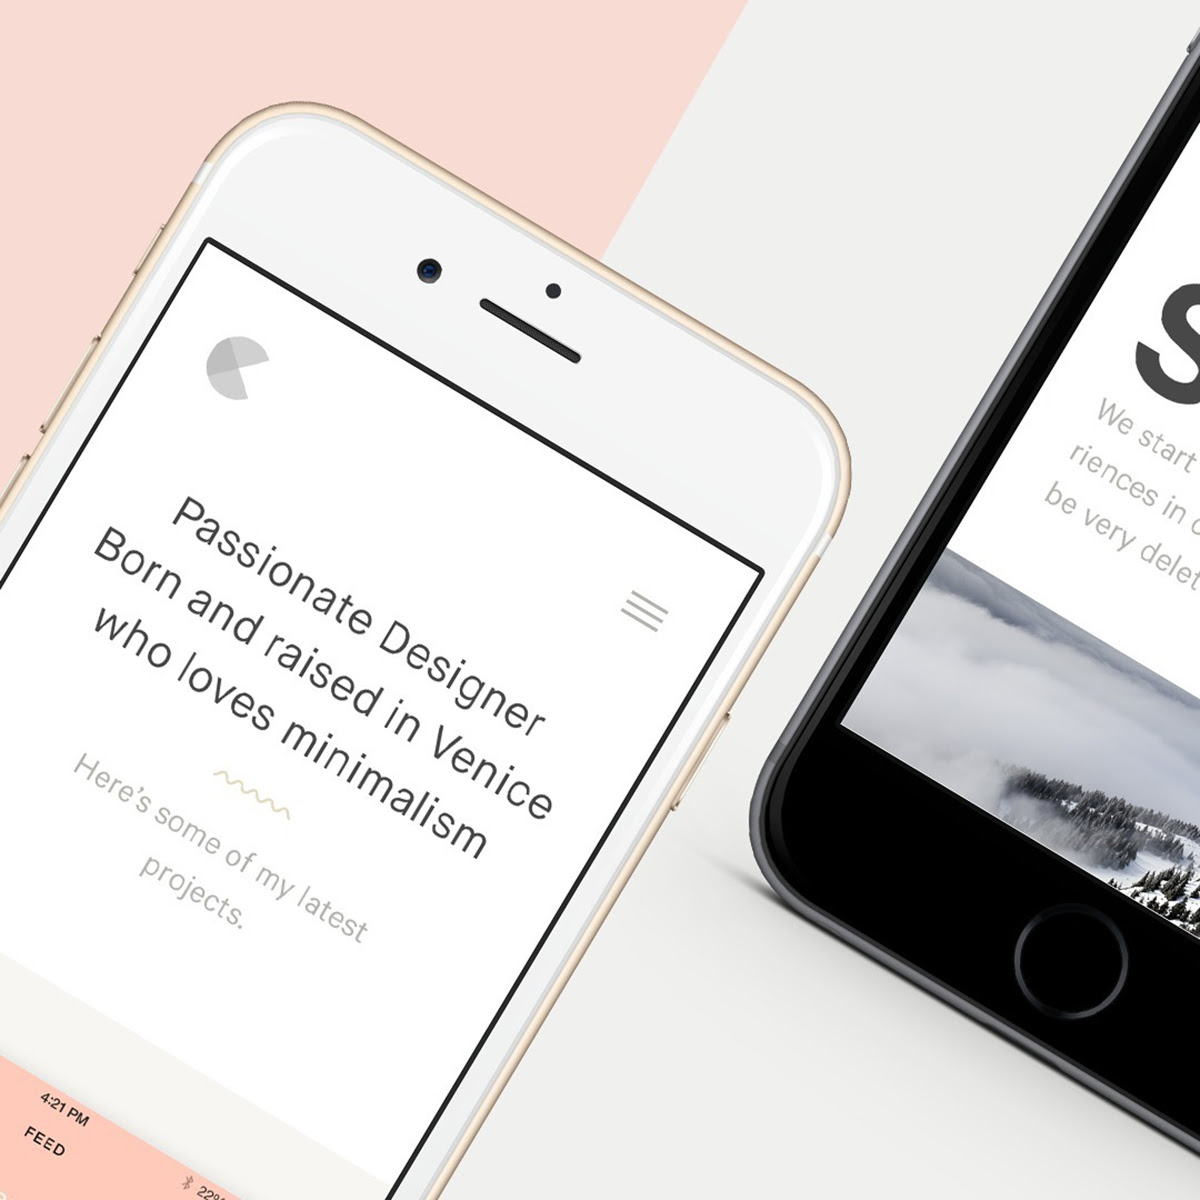 Passionate Designer
Born and raised in Venice
who loves minimalism
Here's some of my latest
projects.
4:21 PM
FEED
We start
riences in
be very